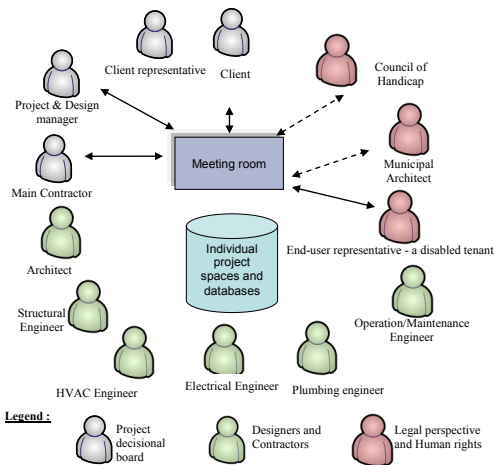 Client representative
Client
Council of
Handicap
Project & Design
manager
Meeting room
Municipal
Architect
Main Contractor
End-user representative - a disabled tenant
Individual
project
spaces and
databases
Architect
Structural
Engineer
Operation/Maintenance
Engineer
HVAC Engineer
Electrical Engineer
Plumbing engineer
Legend :
Project
decisional
board
Designers and
Contractors
Legal perspective
and Human rights